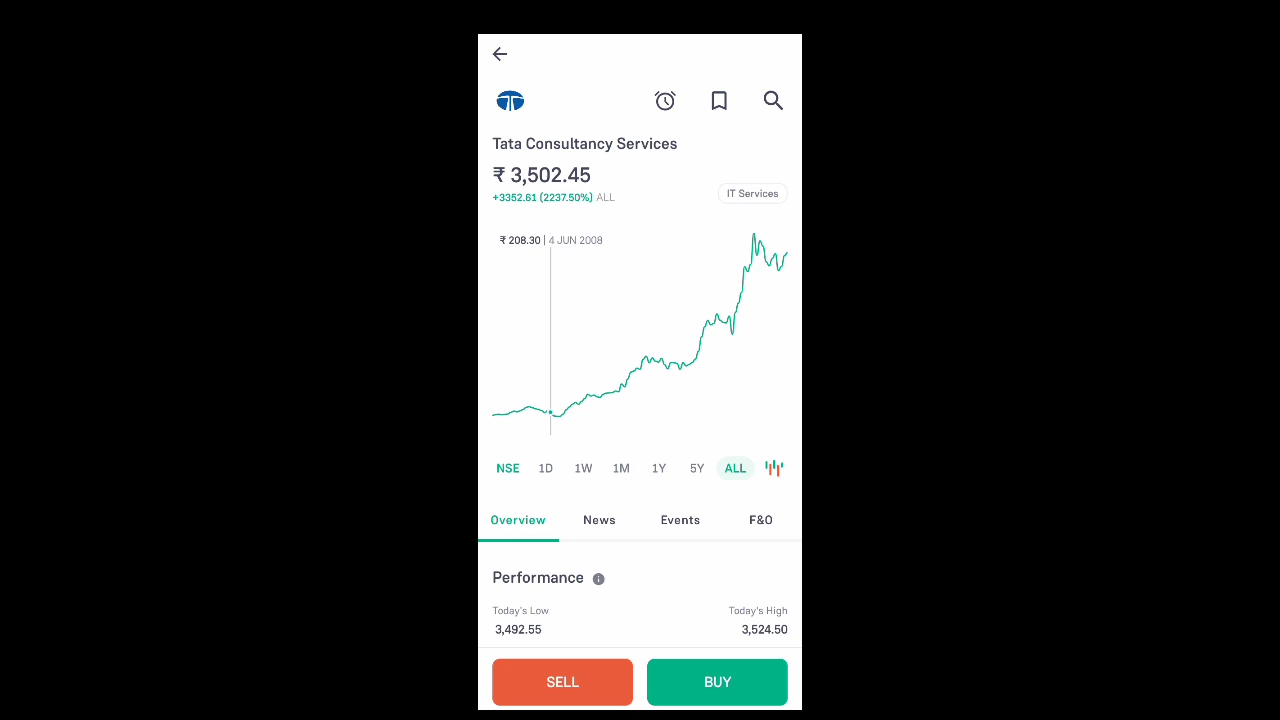 Tata Consultancy Services
₹ 3,502.45
+3352.61 (2237.50%) ALL
IT Services
₹ 208.30 | 4 JUN 2008
NSE 1D 1W 1M 1Y 5Y ALL
Overview News Events F&O
Performance
Today's Low Today's High
3,492.55 3,524.50
SELL BUY